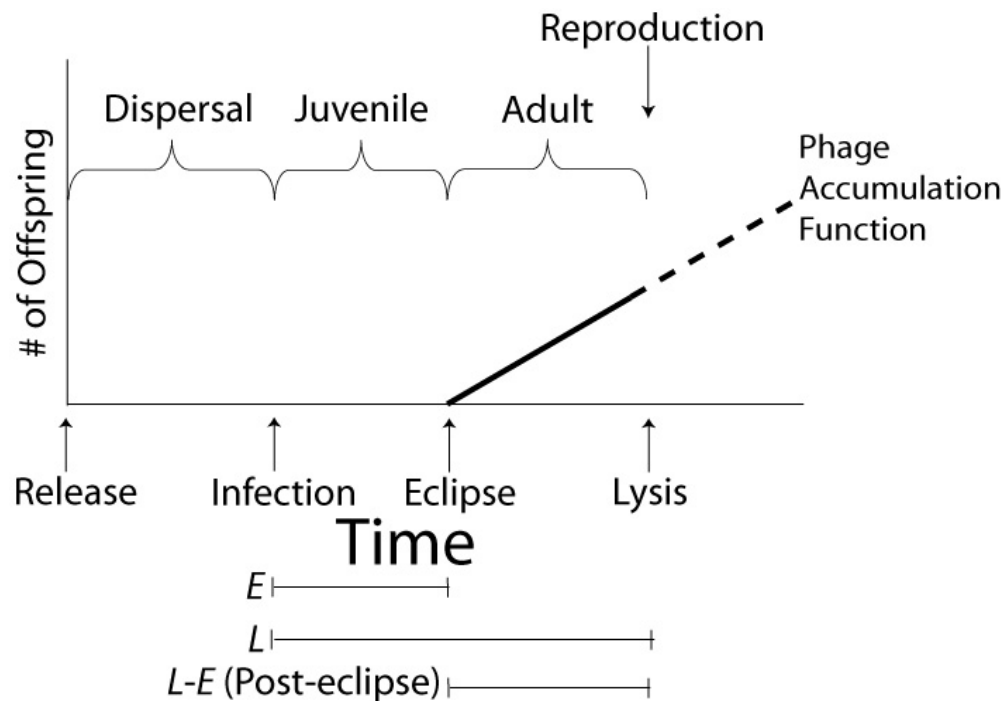 Reproduction
Dispersal
Juvenile
Adult
# of Offspring
Phage
Accumulation
Function
Release
Infection
Eclipse
Lysis
Time
E
L
L-E (Post-eclipse)